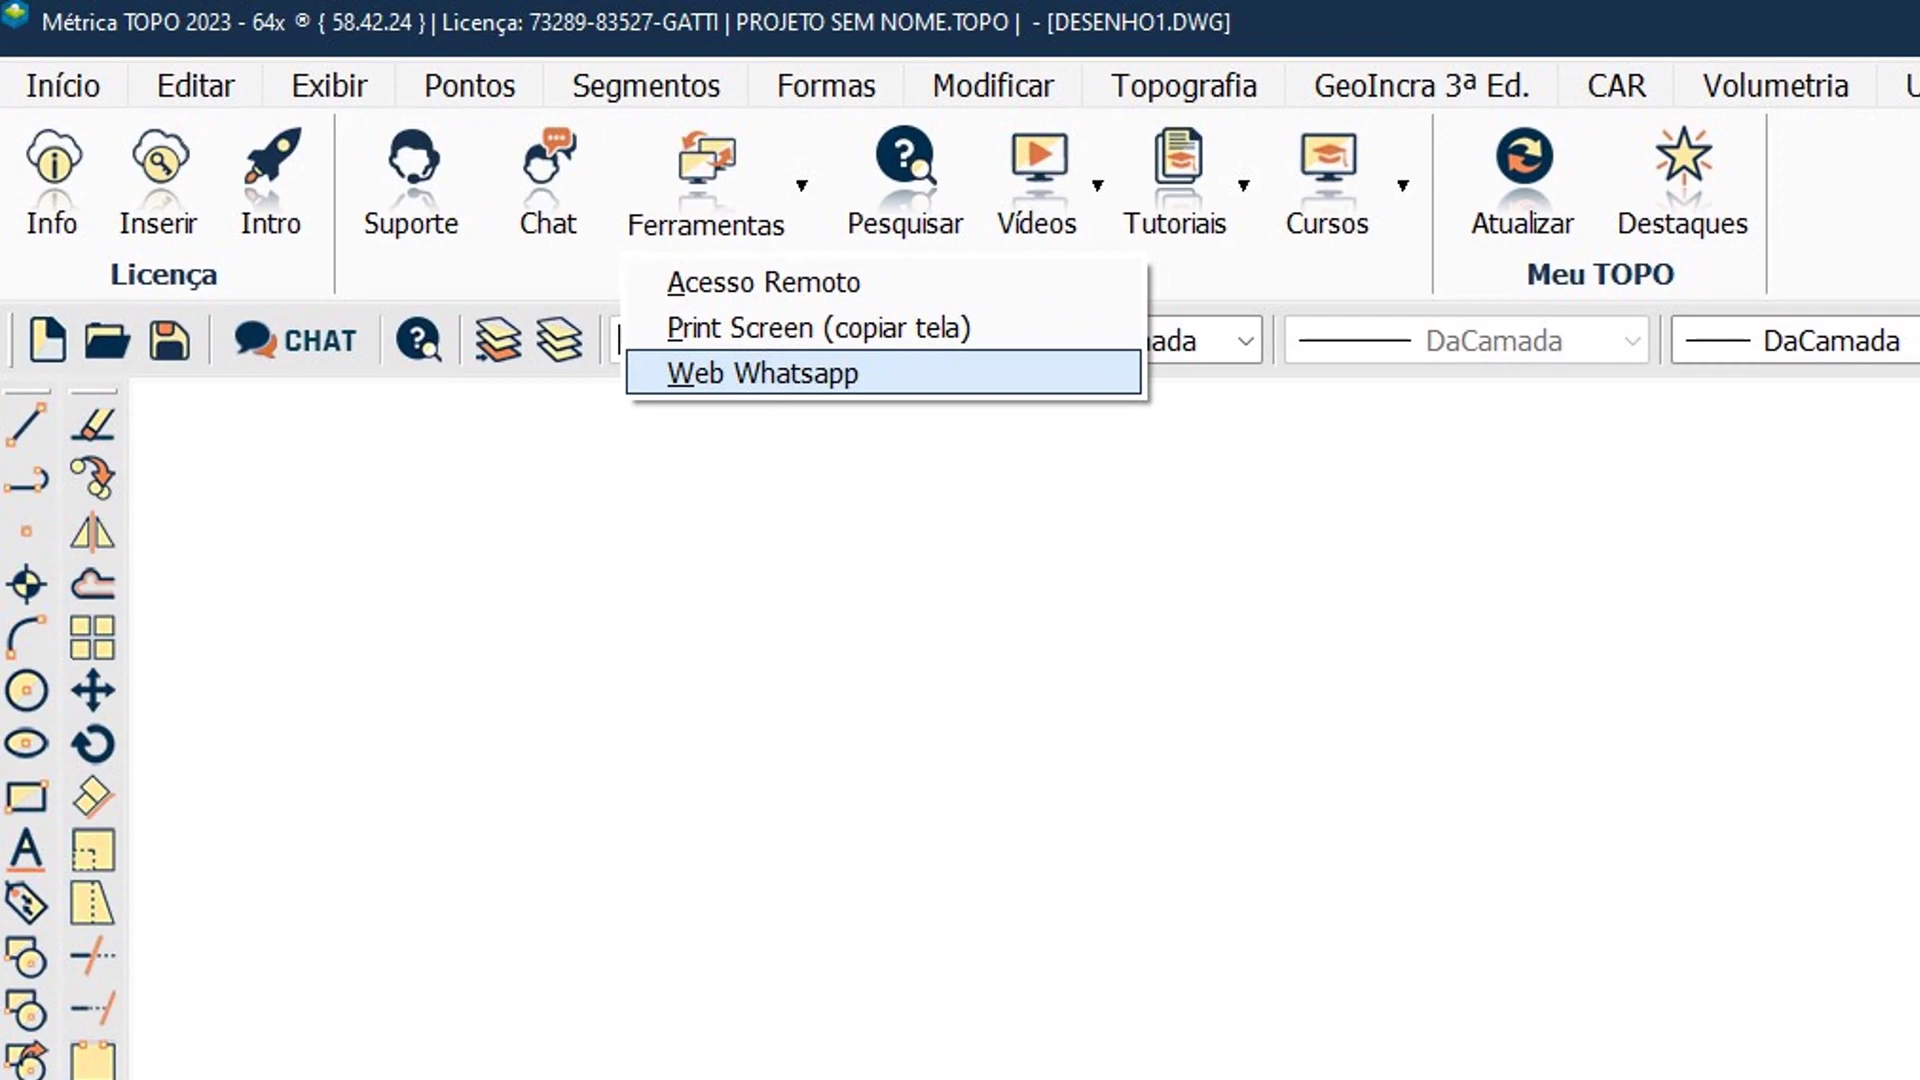 Métrica TOPO 2023 - 64x ® { 58.42.24 } | Licença: 73289-83527-GATTI | PROJETO SEM NOME.TOPO | - [DESENHO1.DWG]
Início Editar Exibir Pontos Segmentos Formas Modificar Topografia GeoIncra 3ª Ed. CAR Volumetria
Info Inserir Intro Suporte Chat Ferramentas Pesquisar Vídeos Tutoriais Cursos Atualizar Destaques
Licença Meu TOPO
Acesso Remoto
Print Screen (copiar tela)
CHAT DaCamada DaCamada
Web Whatsapp